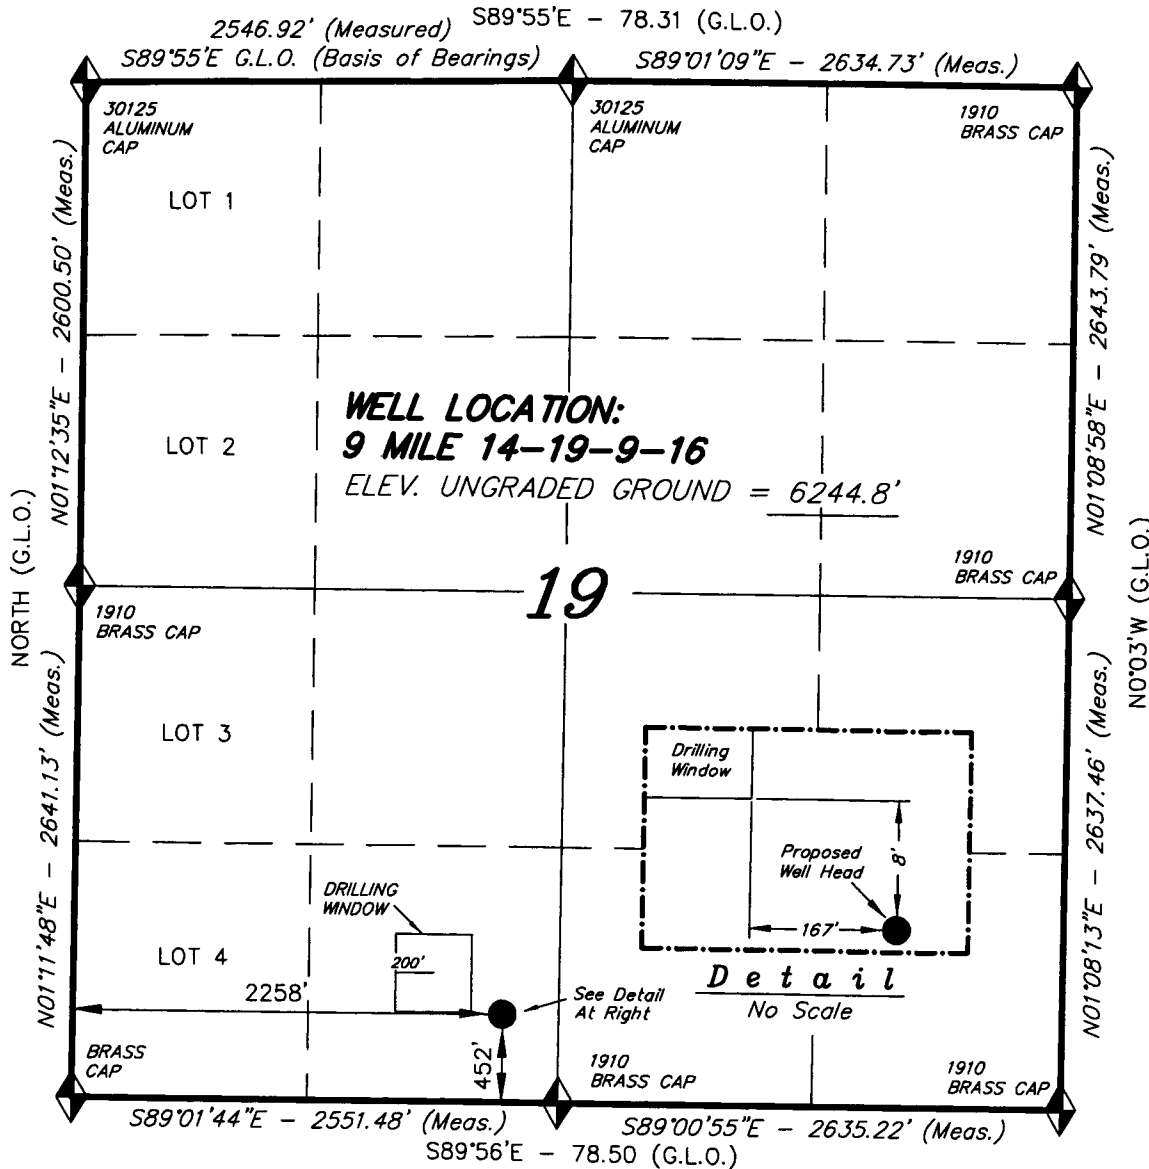 S89°55'E - 78.31 (G.L.O.)
2546.92' (Measured)
S89°55'E G.L.O. (Basis of Bearings)
S89°01'09"E - 2634.73' (Meas.)
30125
ALUMINUM
CAP
30125
ALUMINUM
CAP
1910
BRASS CAP
LOT 1
N01°12'35"E - 2600.50' (Meas.)
N01°08'58"E - 2643.79' (Meas.)
WELL LOCATION:
9 MILE 14-19-9-16
ELEV. UNGRADED GROUND = 6244.8'
LOT 2
NORTH (G.L.O.)
N0°03'W (G.L.O.)
19
1910
BRASS CAP
1910
BRASS CAP
LOT 3
N01°11'48"E - 2641.13' (Meas.)
N01°08'13"E - 2637.46' (Meas.)
Drilling
Window
Proposed
Well Head
8'
167'
Detail
No Scale
DRILLING
WINDOW
200'
LOT 4
2258'
See Detail
At Right
452'
BRASS
CAP
1910
BRASS CAP
1910
BRASS CAP
S89°01'44"E - 2551.48' (Meas.)
S89°00'55"E - 2635.22' (Meas.)
S89°56'E - 78.50 (G.L.O.)